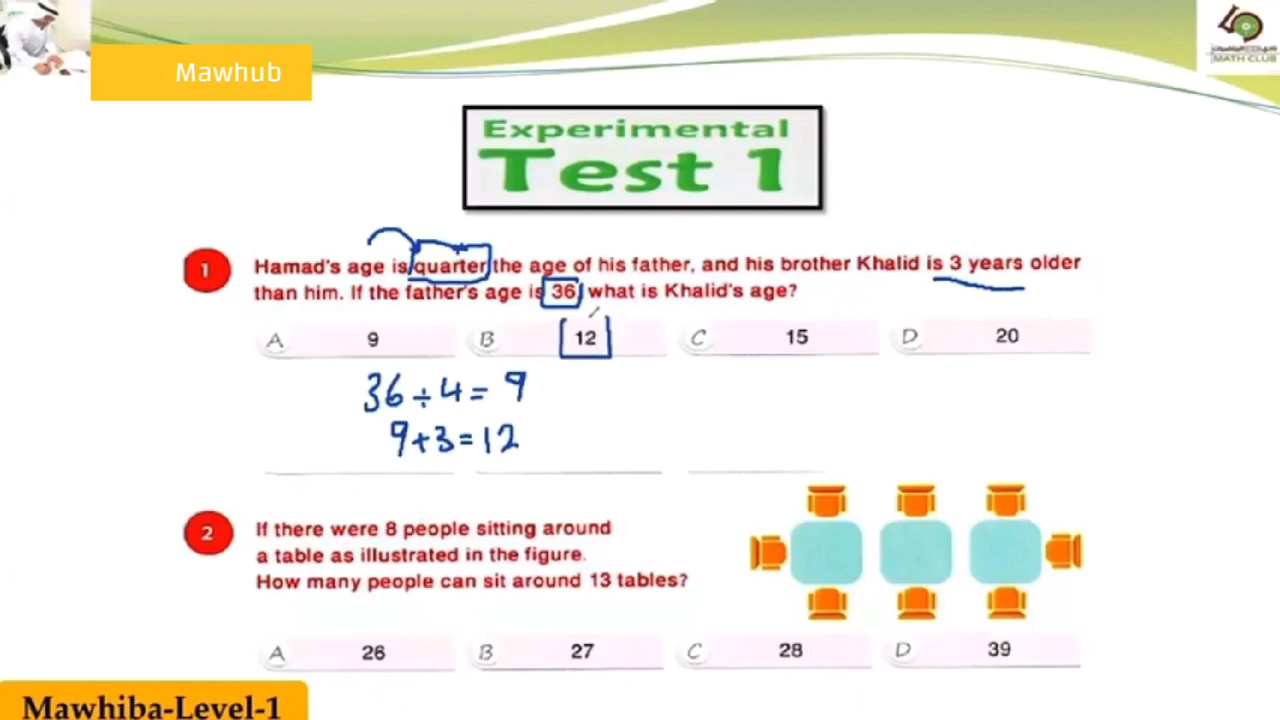 Mawhub
MATH CLUB
Experimental
Test 1
1
Hamad's age is quarter the age of his father, and his brother Khalid is 3 years older
than him. If the father's age is 36, what is Khalid's age?
A 9 B 12 C 15 D 20
36 ÷ 4 = 9
9 + 3 = 12
2
If there were 8 people sitting around
a table as illustrated in the figure.
How many people can sit around 13 tables?
A 26 B 27 C 28 D 39
Mawhiba-Level-1